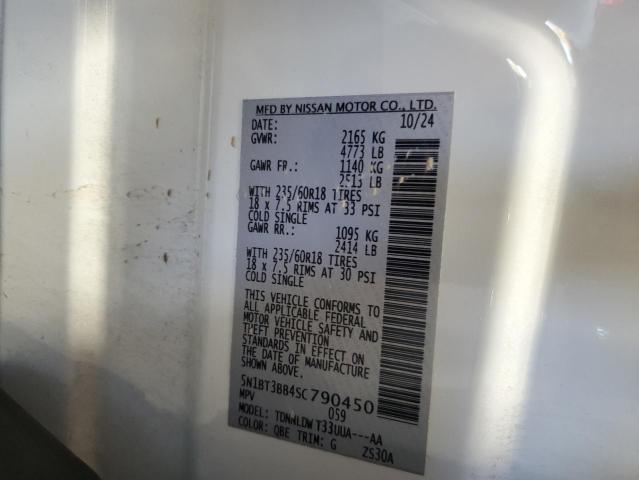 MFD BY NISSAN MOTOR CO., LTD.
DATE: 10/24
GVWR: 2165 KG
4773 LB
GAWR FR.: 1140 KG
2513 LB
WITH 235/60R18 TIRES
18 x 7.5 RIMS AT 33 PSI
COLD SINGLE
GAWR RR.: 1095 KG
2414 LB
WITH 235/60R18 TIRES
18 x 7.5 RIMS AT 30 PSI
COLD SINGLE
THIS VEHICLE CONFORMS TO
ALL APPLICABLE FEDERAL
MOTOR VEHICLE SAFETY AND
THEFT PREVENTION
STANDARDS IN EFFECT ON
THE DATE OF MANUFACTURE
SHOWN ABOVE.
5N1BT3BB4SC790450
MPV 059
MODEL: TDNNLDWT33UUA---AA
COLOR: QBE TRIM: G ZS30A